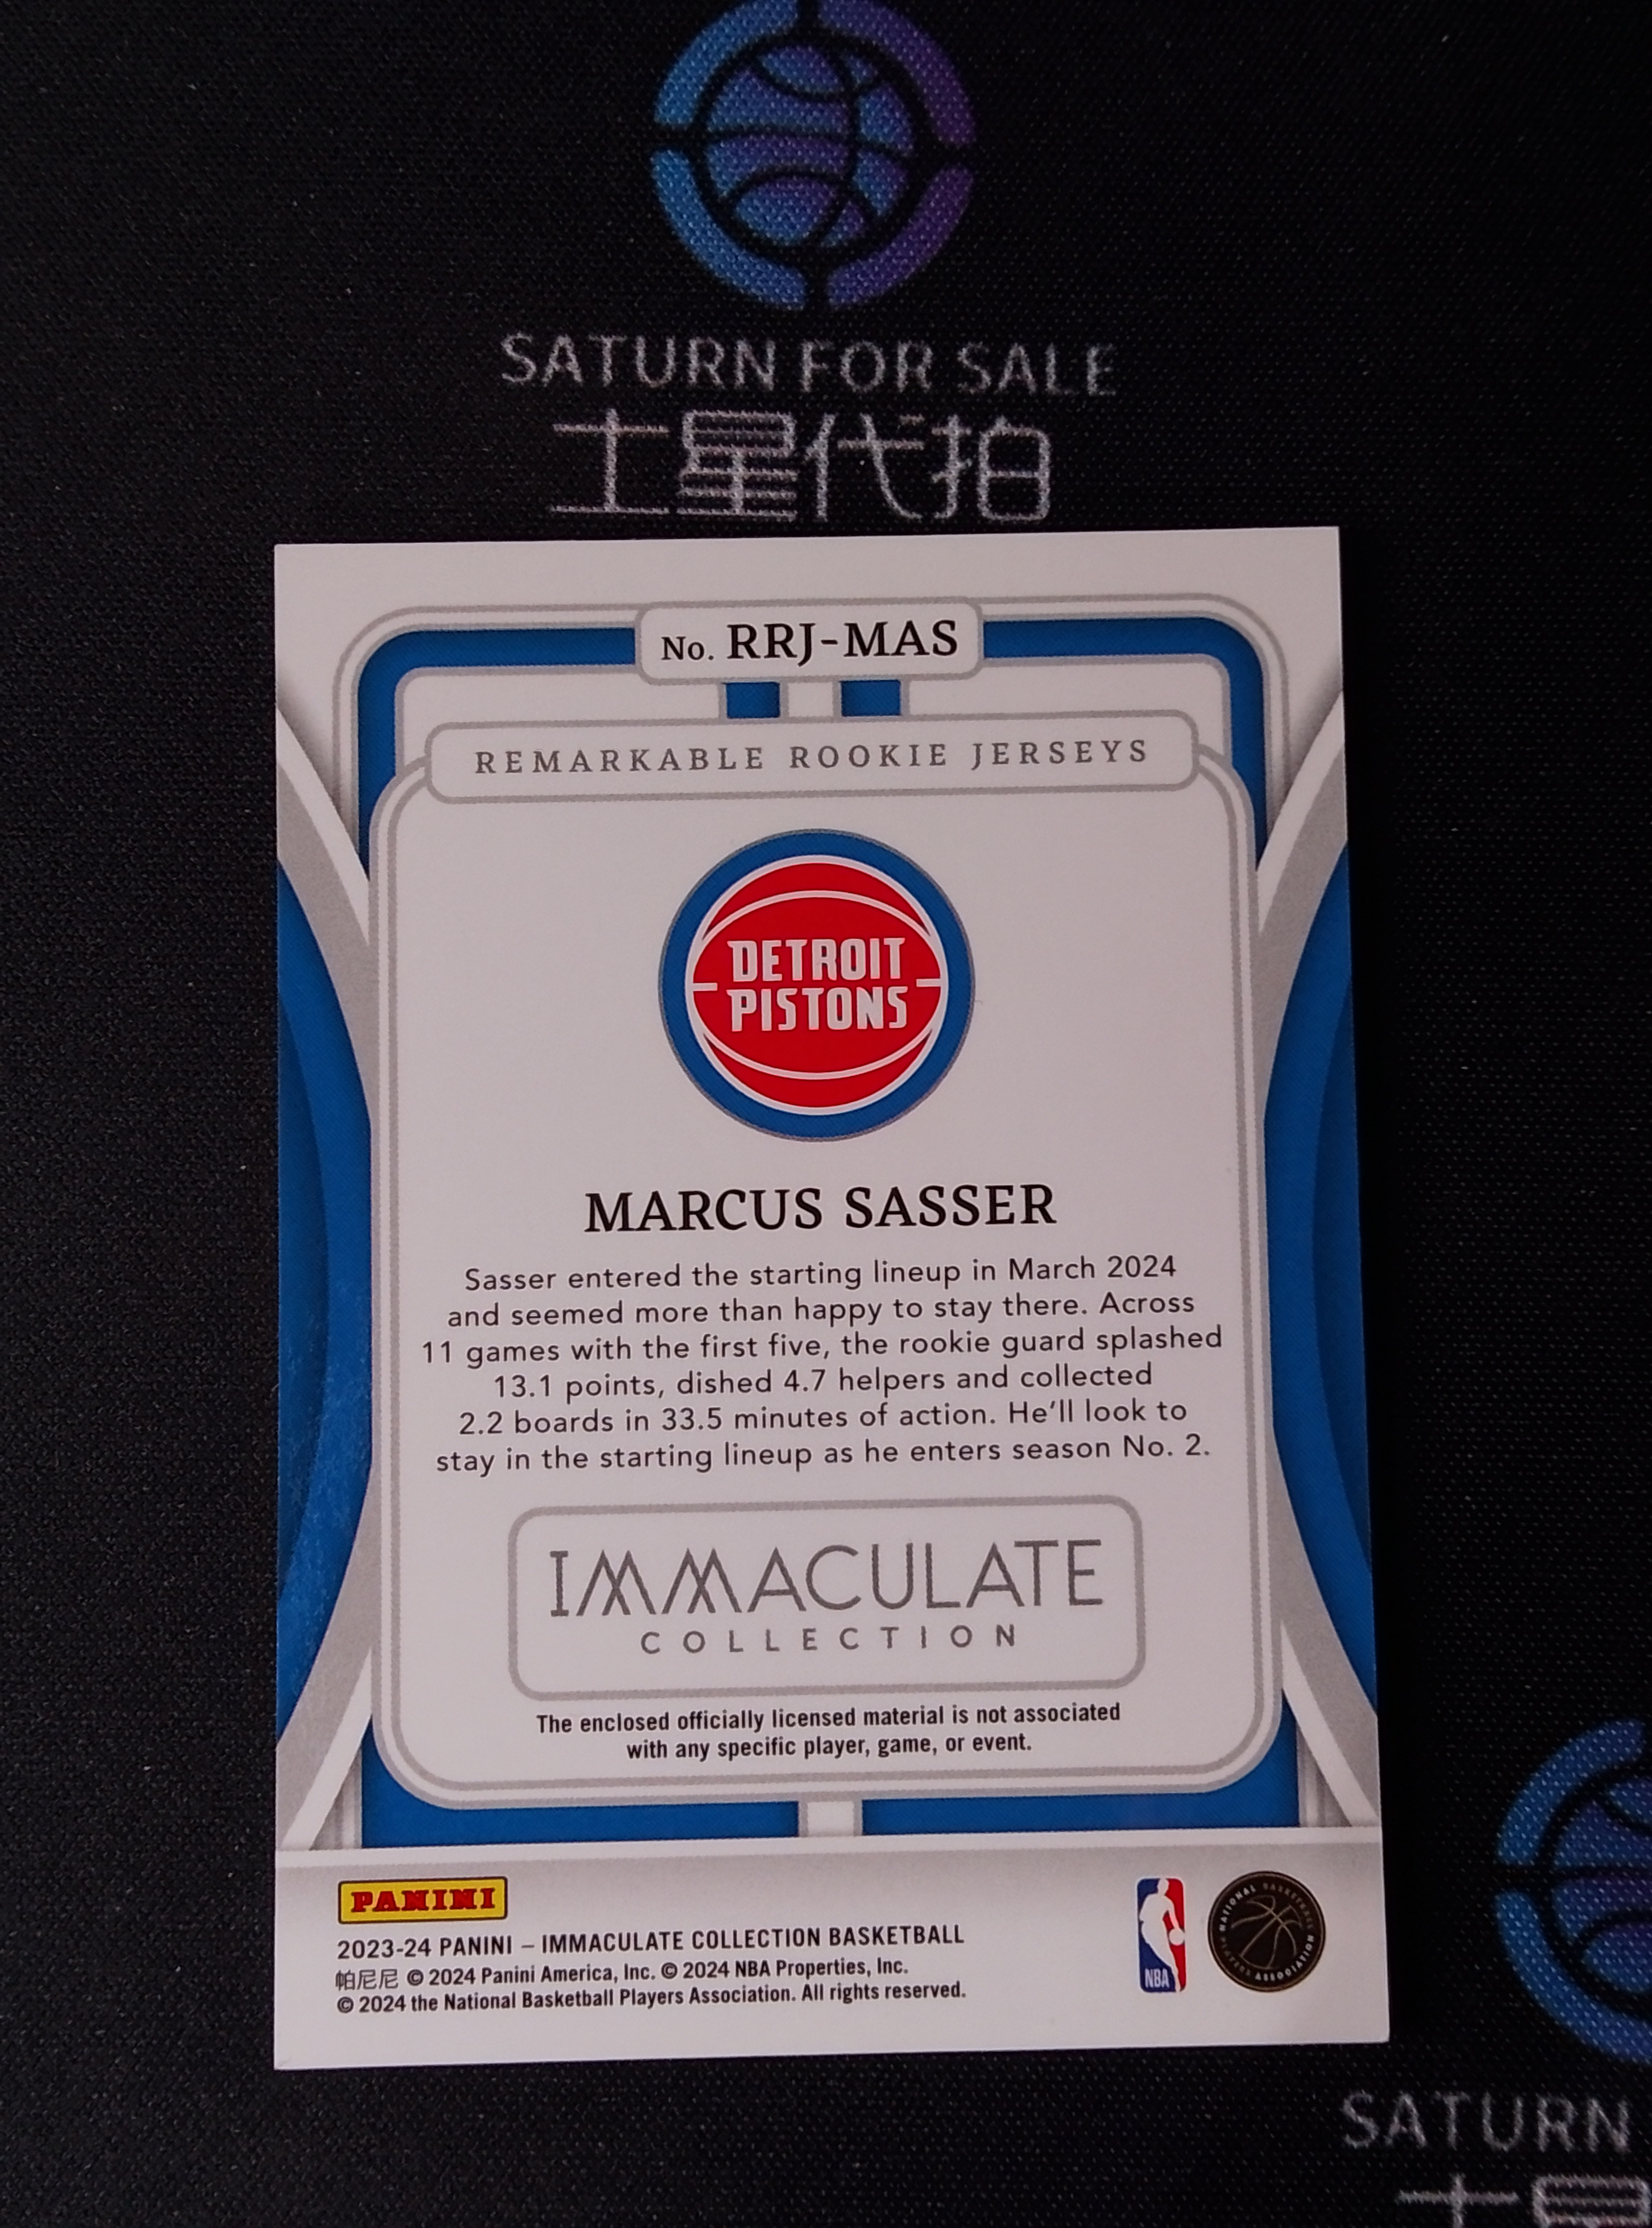 SATURN FOR SALE
土星代拍
No. RRJ-MAS
REMARKABLE ROOKIE JERSEYS
DETROIT
PISTONS
MARCUS SASSER
Sasser entered the starting lineup in March 2024
and seemed more than happy to stay there. Across
11 games with the first five, the rookie guard splashed
13.1 points, dished 4.7 helpers and collected
2.2 boards in 33.5 minutes of action. He'll look to
stay in the starting lineup as he enters season No. 2.
IMMACULATE
COLLECTION
The enclosed officially licensed material is not associated
with any specific player, game, or event.
PANINI
2023-24 PANINI – IMMACULATE COLLECTION BASKETBALL
帕尼尼 © 2024 Panini America, Inc. © 2024 NBA Properties, Inc.
© 2024 the National Basketball Players Association. All rights reserved.
NBA
NATIONAL BASKETBALL PLAYERS ASSOCIATION
SATURN